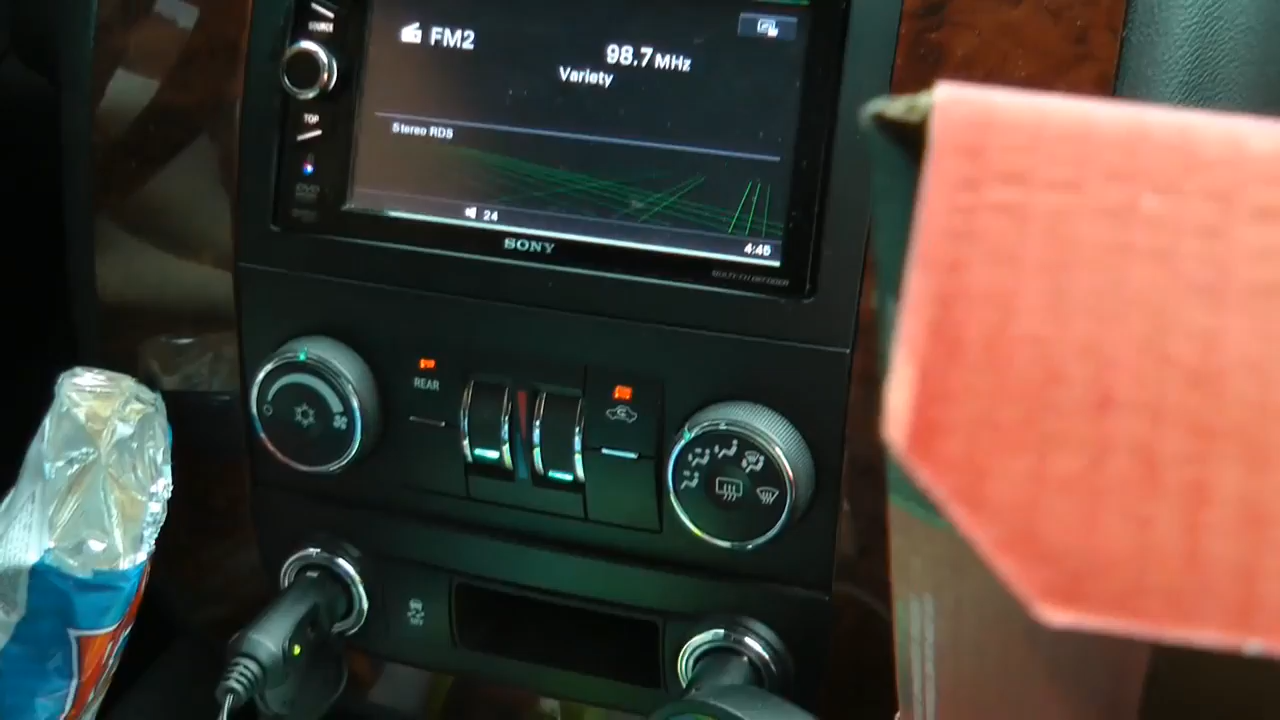 SOURCE
FM2
98.7 MHz
Variety
TOP
Stereo RDS
24
4:45
SONY
REAR